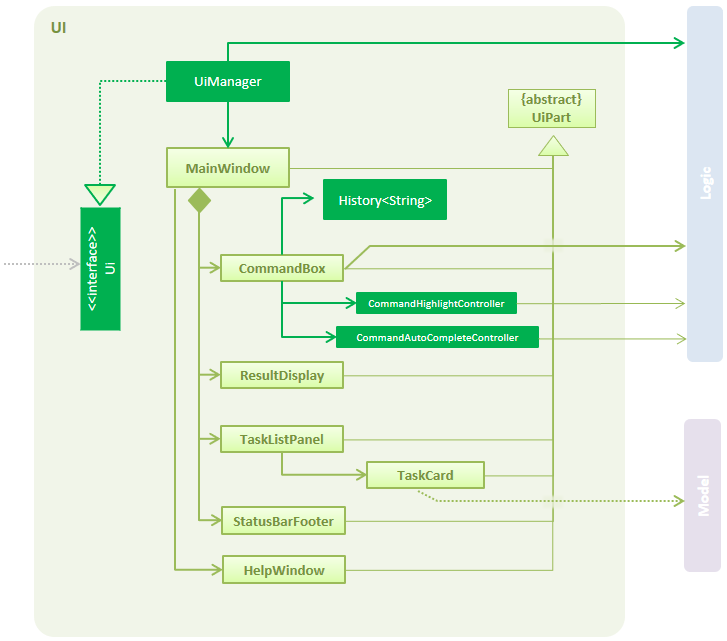 UI
UiManager
{abstract}
UiPart
MainWindow
Logic
History<String>
<<interface>>
Ui
CommandBox
CommandHighlightController
CommandAutoCompleteController
ResultDisplay
TaskListPanel
TaskCard
Model
StatusBarFooter
HelpWindow